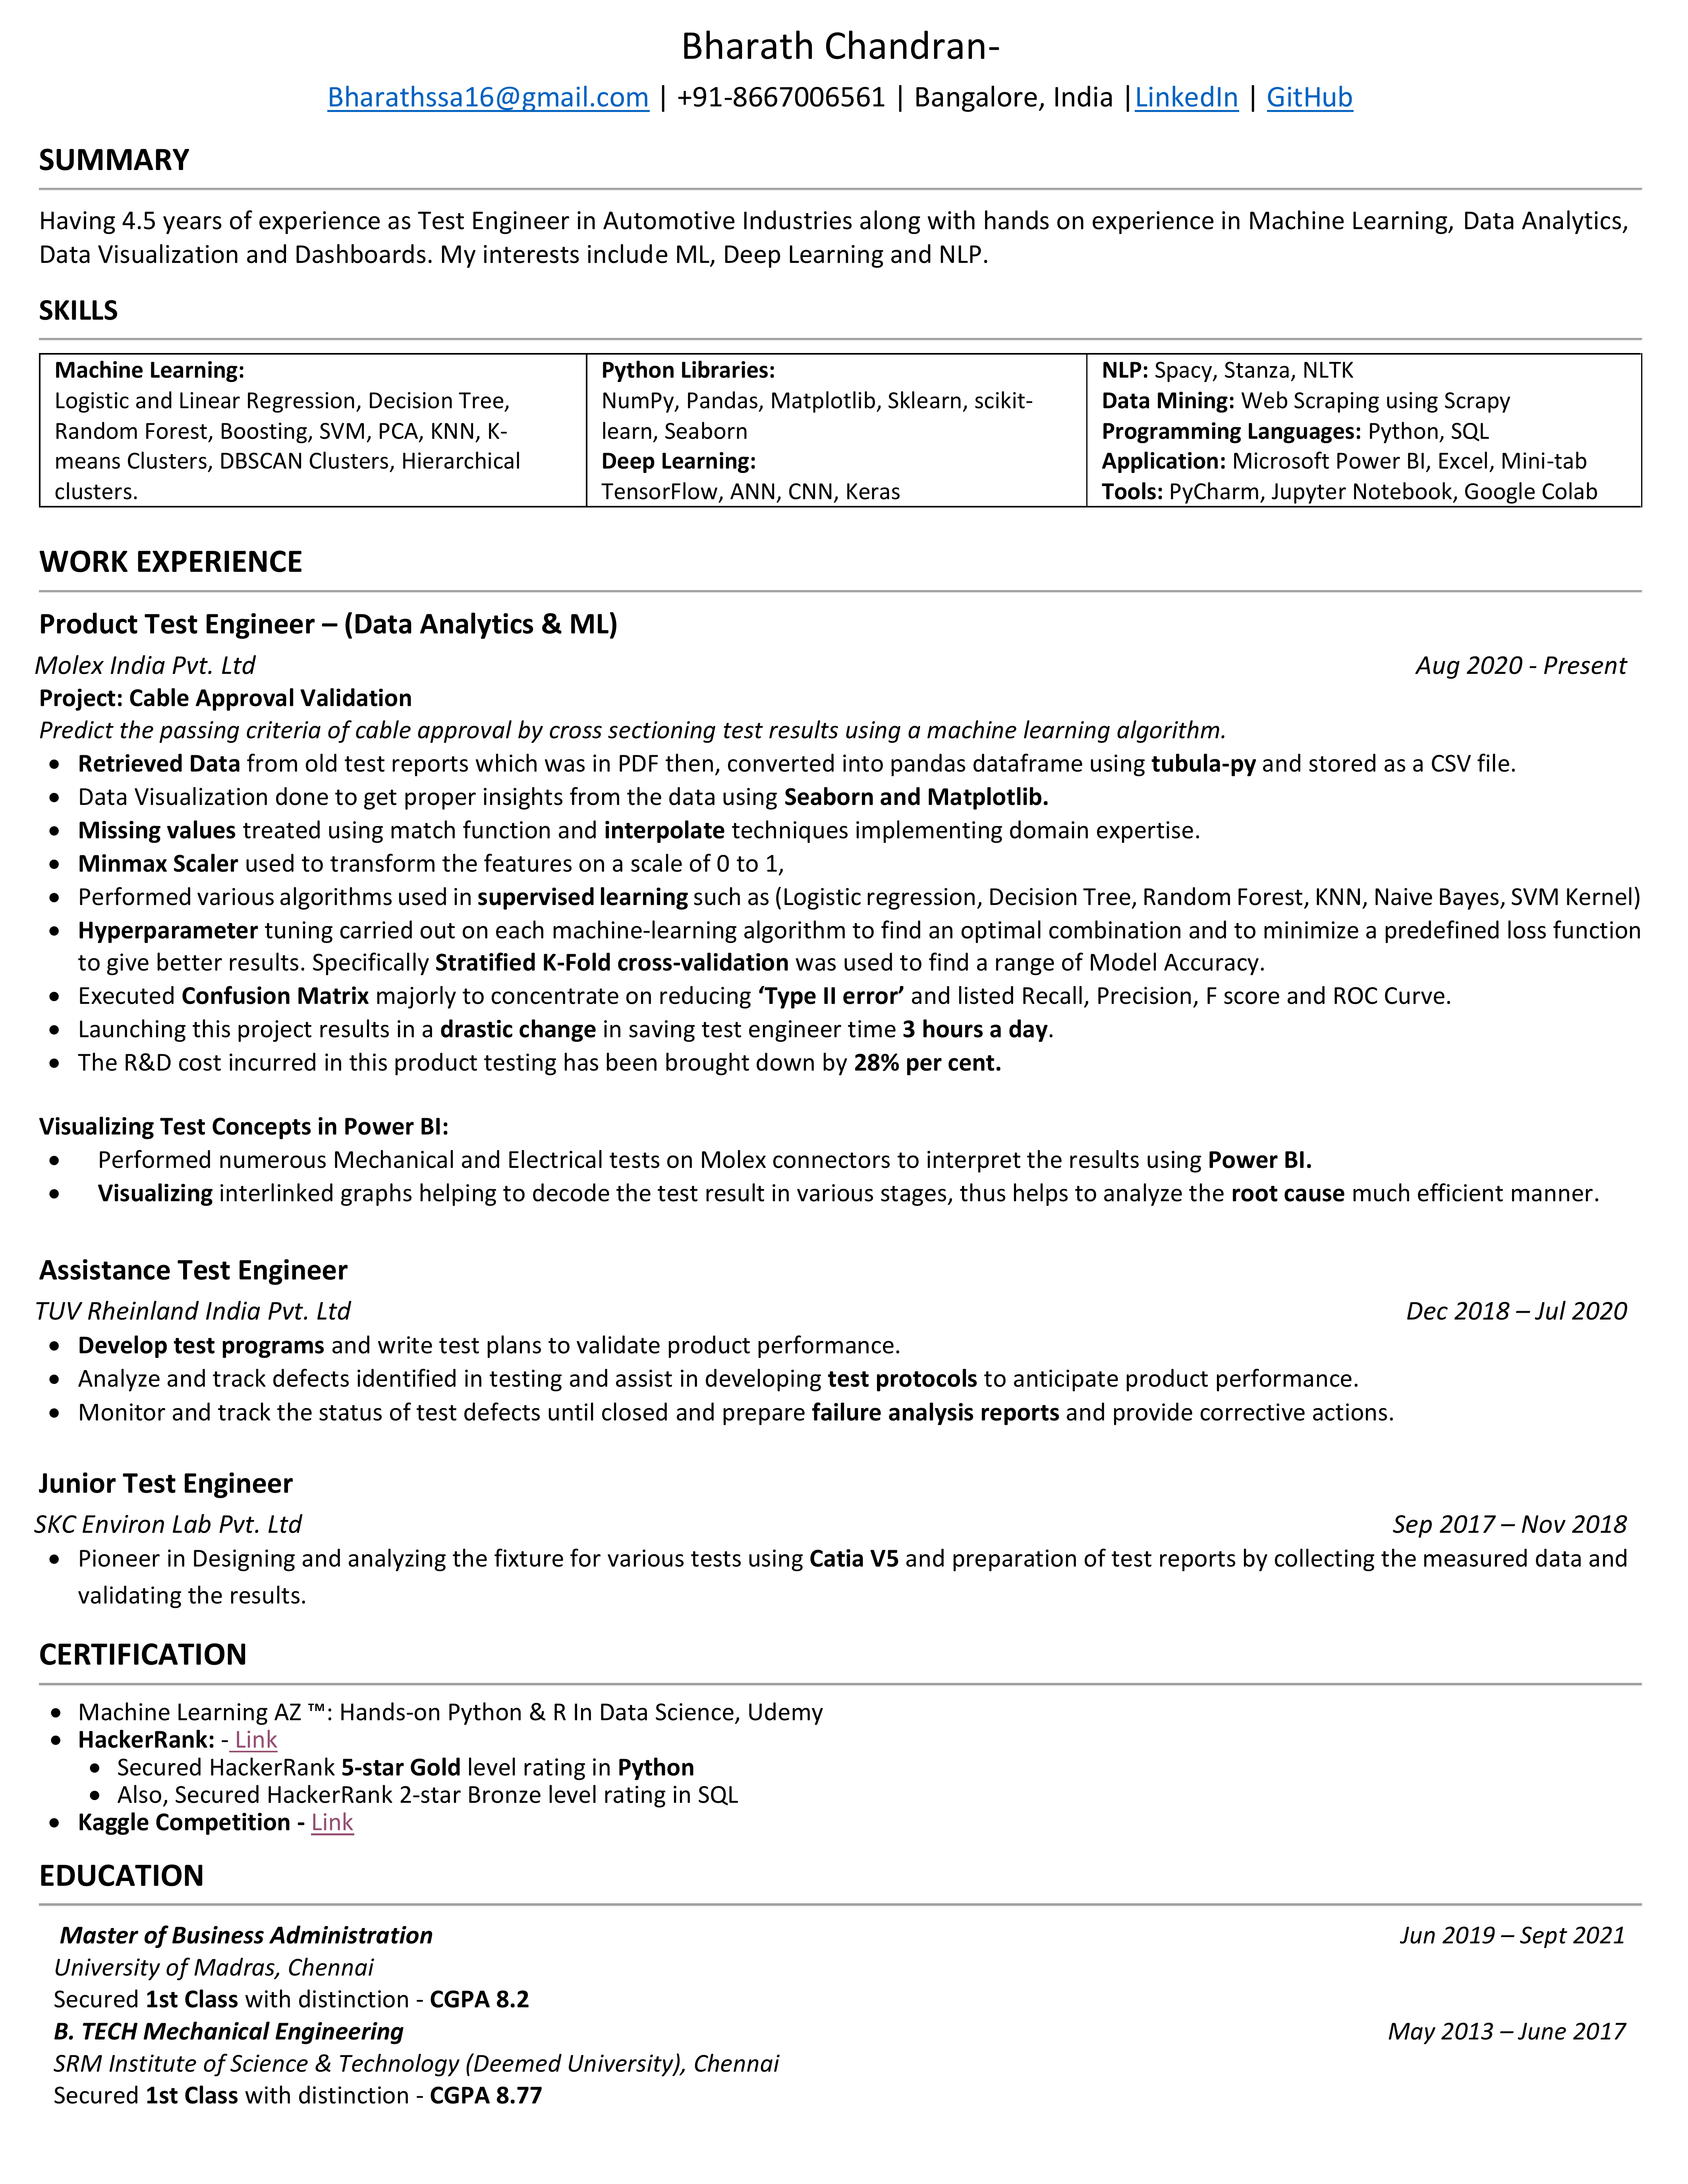 Bharath Chandran-
Bharathssa16@gmail.com | +91-8667006561 | Bangalore, India |LinkedIn | GitHub
SUMMARY
Having 4.5 years of experience as Test Engineer in Automotive Industries along with hands on experience in Machine Learning, Data Analytics,
Data Visualization and Dashboards. My interests include ML, Deep Learning and NLP.
SKILLS
Machine Learning:
Logistic and Linear Regression, Decision Tree,
Random Forest, Boosting, SVM, PCA, KNN, K-
means Clusters, DBSCAN Clusters, Hierarchical
clusters.
Python Libraries:
NumPy, Pandas, Matplotlib, Sklearn, scikit-
learn, Seaborn
Deep Learning:
TensorFlow, ANN, CNN, Keras
NLP: Spacy, Stanza, NLTK
Data Mining: Web Scraping using Scrapy
Programming Languages: Python, SQL
Application: Microsoft Power BI, Excel, Mini-tab
Tools: PyCharm, Jupyter Notebook, Google Colab
WORK EXPERIENCE
Product Test Engineer – (Data Analytics & ML)
Molex India Pvt. Ltd Aug 2020 - Present
Project: Cable Approval Validation
Predict the passing criteria of cable approval by cross sectioning test results using a machine learning algorithm.
• Retrieved Data from old test reports which was in PDF then, converted into pandas dataframe using tubula-py and stored as a CSV file.
• Data Visualization done to get proper insights from the data using Seaborn and Matplotlib.
• Missing values treated using match function and interpolate techniques implementing domain expertise.
• Minmax Scaler used to transform the features on a scale of 0 to 1,
• Performed various algorithms used in supervised learning such as (Logistic regression, Decision Tree, Random Forest, KNN, Naive Bayes, SVM Kernel)
• Hyperparameter tuning carried out on each machine-learning algorithm to find an optimal combination and to minimize a predefined loss function
to give better results. Specifically Stratified K-Fold cross-validation was used to find a range of Model Accuracy.
• Executed Confusion Matrix majorly to concentrate on reducing ‘Type II error’ and listed Recall, Precision, F score and ROC Curve.
• Launching this project results in a drastic change in saving test engineer time 3 hours a day.
• The R&D cost incurred in this product testing has been brought down by 28% per cent.
Visualizing Test Concepts in Power BI:
• Performed numerous Mechanical and Electrical tests on Molex connectors to interpret the results using Power BI.
• Visualizing interlinked graphs helping to decode the test result in various stages, thus helps to analyze the root cause much efficient manner.
Assistance Test Engineer
TUV Rheinland India Pvt. Ltd Dec 2018 – Jul 2020
• Develop test programs and write test plans to validate product performance.
• Analyze and track defects identified in testing and assist in developing test protocols to anticipate product performance.
• Monitor and track the status of test defects until closed and prepare failure analysis reports and provide corrective actions.
Junior Test Engineer
SKC Environ Lab Pvt. Ltd Sep 2017 – Nov 2018
• Pioneer in Designing and analyzing the fixture for various tests using Catia V5 and preparation of test reports by collecting the measured data and
validating the results.
CERTIFICATION
• Machine Learning AZ ™: Hands-on Python & R In Data Science, Udemy
• HackerRank: - Link
• Secured HackerRank 5-star Gold level rating in Python
• Also, Secured HackerRank 2-star Bronze level rating in SQL
• Kaggle Competition - Link
EDUCATION
Master of Business Administration Jun 2019 – Sept 2021
University of Madras, Chennai
Secured 1st Class with distinction - CGPA 8.2
B. TECH Mechanical Engineering May 2013 – June 2017
SRM Institute of Science & Technology (Deemed University), Chennai
Secured 1st Class with distinction - CGPA 8.77